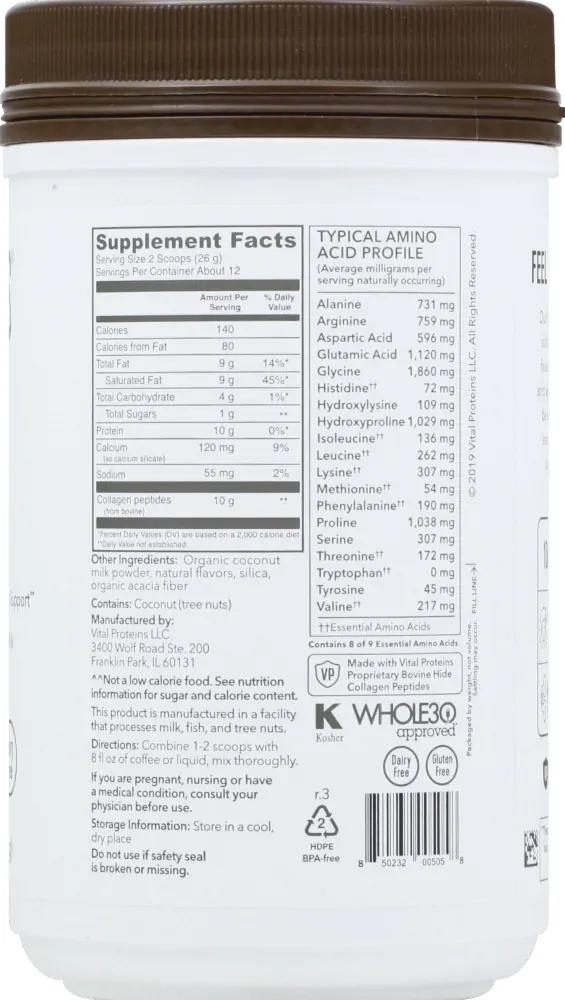 Supplement Facts
Serving Size 2 Scoops (26 g)
Servings Per Container About 12
Amount Per Serving % Daily Value
Calories 140
Calories from Fat 80
Total Fat 9 g 14%*
Saturated Fat 9 g 45%*
Total Carbohydrate 4 g 1%*
Total Sugars 1 g **
Protein 10 g 0%*
Calcium 120 mg 9%
(as calcium silicate)
Sodium 55 mg 2%
Collagen peptides 10 g **
(from bovine)
*Percent Daily Values (DV) are based on a 2,000 calorie diet
**Daily Value not established.
Other Ingredients: Organic coconut
milk powder, natural flavors, silica,
organic acacia fiber
Contains: Coconut (tree nuts)
Manufactured by:
Vital Proteins LLC
3400 Wolf Road Ste. 200
Franklin Park, IL 60131
^^Not a low calorie food. See nutrition
information for sugar and calorie content.
This product is manufactured in a facility
that processes milk, fish, and tree nuts.
Directions: Combine 1-2 scoops with
8 fl oz of coffee or liquid, mix thoroughly.
If you are pregnant, nursing or have
a medical condition, consult your
physician before use.
Storage Information: Store in a cool,
dry place
Do not use if safety seal
is broken or missing.
TYPICAL AMINO
ACID PROFILE
(Average milligrams per
serving naturally occurring)
Alanine 731 mg
Arginine 759 mg
Aspartic Acid 596 mg
Glutamic Acid 1,120 mg
Glycine 1,860 mg
Histidine†† 72 mg
Hydroxylysine 109 mg
Hydroxyproline 1,029 mg
Isoleucine†† 136 mg
Leucine†† 262 mg
Lysine†† 307 mg
Methionine†† 54 mg
Phenylalanine†† 190 mg
Proline 1,038 mg
Serine 307 mg
Threonine†† 172 mg
Tryptophan†† 0 mg
Tyrosine 45 mg
Valine†† 217 mg
††Essential Amino Acids
Contains 8 of 9 Essential Amino Acids
VP
Made with Vital Proteins
Proprietary Bovine Hide
Collagen Peptides
K
Kosher
WHOLE30
approved
Dairy
Free
Gluten
Free
r.3
2
HDPE
BPA-free
8 50232 00505 8
© 2019 Vital Proteins LLC. All Rights Reserved.
FILL LINE
Packaged by weight, not volume.
Settling may occur.
FEEL